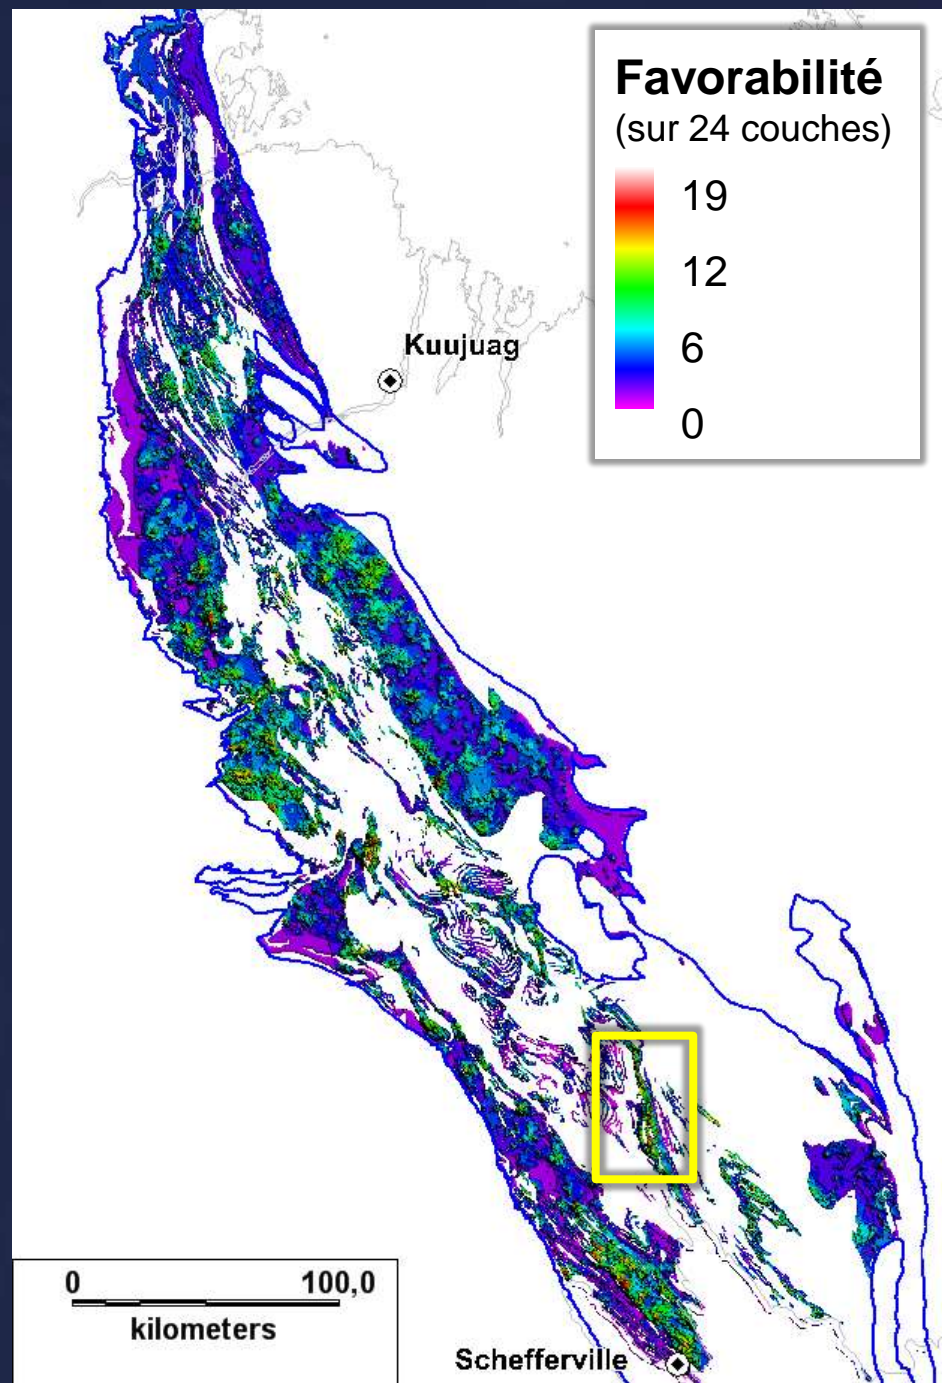 Favorabilité
(sur 24 couches)
19
12
6
0
Kuujuag
0 100,0
kilometers
Schefferville